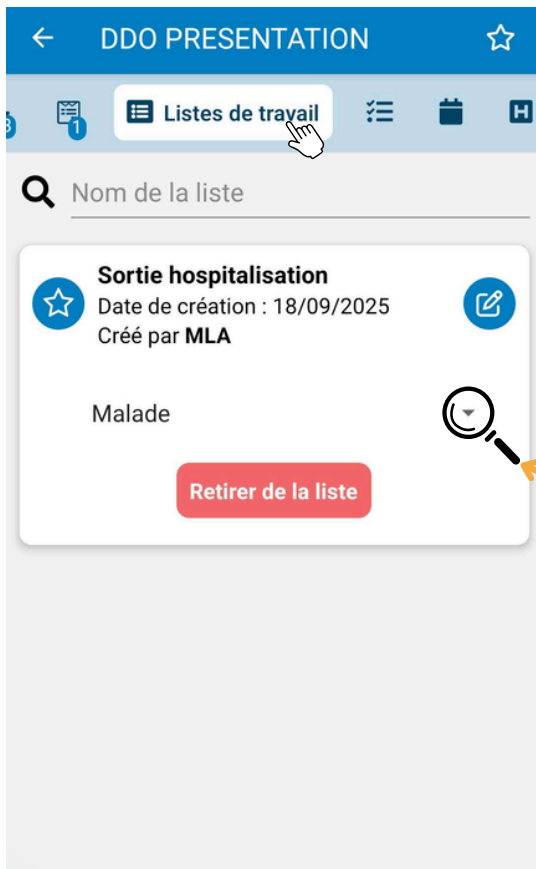 DDO PRESENTATION
3
1
Listes de travail
H
Nom de la liste
Sortie hospitalisation
Date de création : 18/09/2025
Créé par MLA
Malade
Retirer de la liste